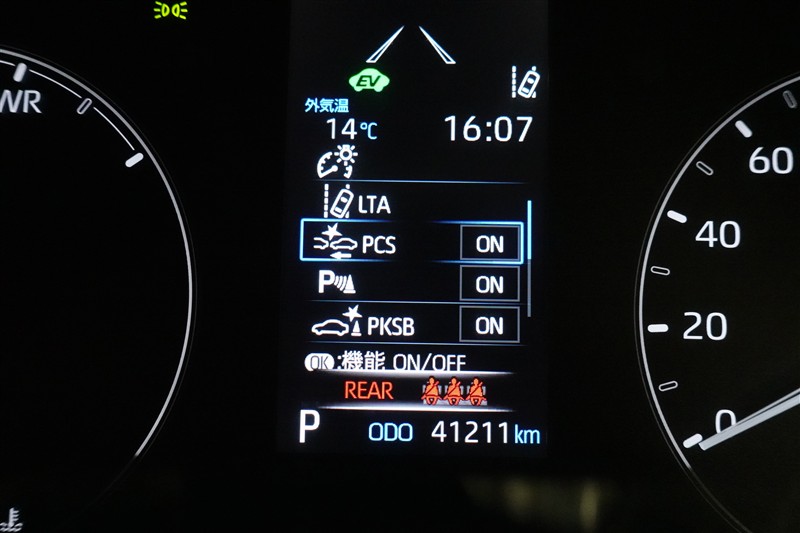 EV
外気温
14℃ 16:07
LTA
PCS ON
P ON
PKSB ON
OK:機能 ON/OFF
REAR
P ODO 41211km
WR
60
40
20
0